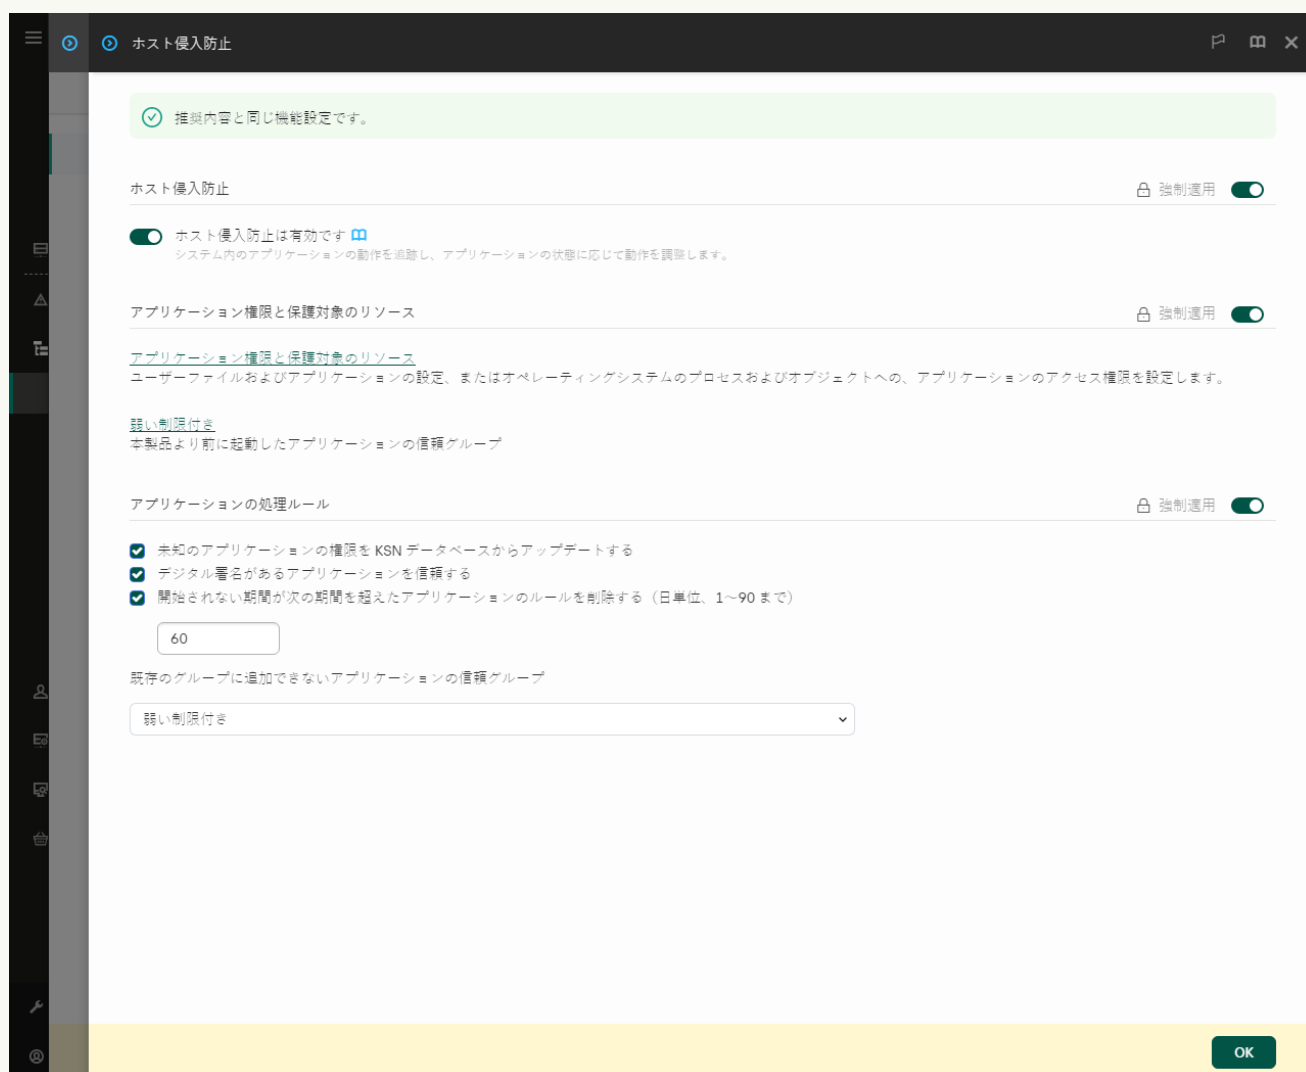 ホスト侵入防止
推奨内容と同じ機能設定です。
ホスト侵入防止
強制適用
ホスト侵入防止は有効です
システム内のアプリケーションの動作を追跡し、アプリケーションの状態に応じて動作を調整します。
アプリケーション権限と保護対象のリソース
強制適用
アプリケーション権限と保護対象のリソース
ユーザーファイルおよびアプリケーションの設定、またはオペレーティングシステムのプロセスおよびオブジェクトへの、アプリケーションのアクセス権限を設定します。
弱い制限付き
本製品より前に起動したアプリケーションの信頼グループ
アプリケーションの処理ルール
強制適用
未知のアプリケーションの権限を KSN データベースからアップデートする
デジタル署名があるアプリケーションを信頼する
開始されない期間が次の期間を超えたアプリケーションのルールを削除する（日単位、1～90 まで）
60
既存のグループに追加できないアプリケーションの信頼グループ
弱い制限付き
OK